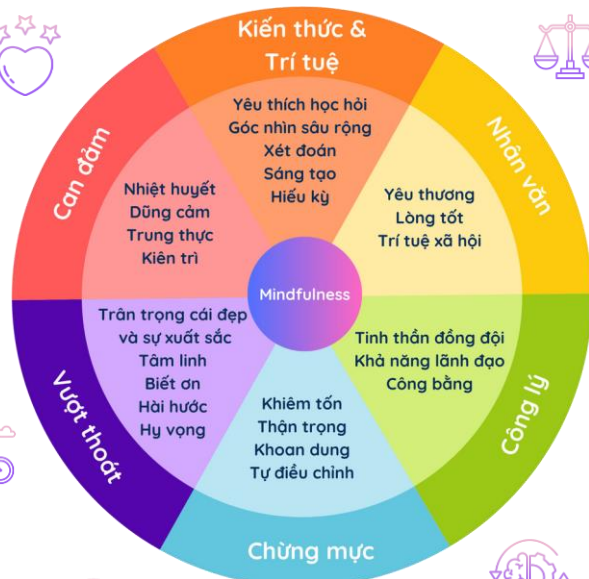 Kiến thức &
Trí tuệ
Yêu thích học hỏi
Góc nhìn sâu rộng
Xét đoán
Sáng tạo
Hiếu kỳ
Nhân văn
Yêu thương
Lòng tốt
Trí tuệ xã hội
Công lý
Tinh thần đồng đội
Khả năng lãnh đạo
Công bằng
Chừng mực
Khiêm tốn
Thận trọng
Khoan dung
Tự điều chỉnh
Vượt thoát
Trân trọng cái đẹp
và sự xuất sắc
Tâm linh
Biết ơn
Hài hước
Hy vọng
Can đảm
Nhiệt huyết
Dũng cảm
Trung thực
Kiên trì
Mindfulness